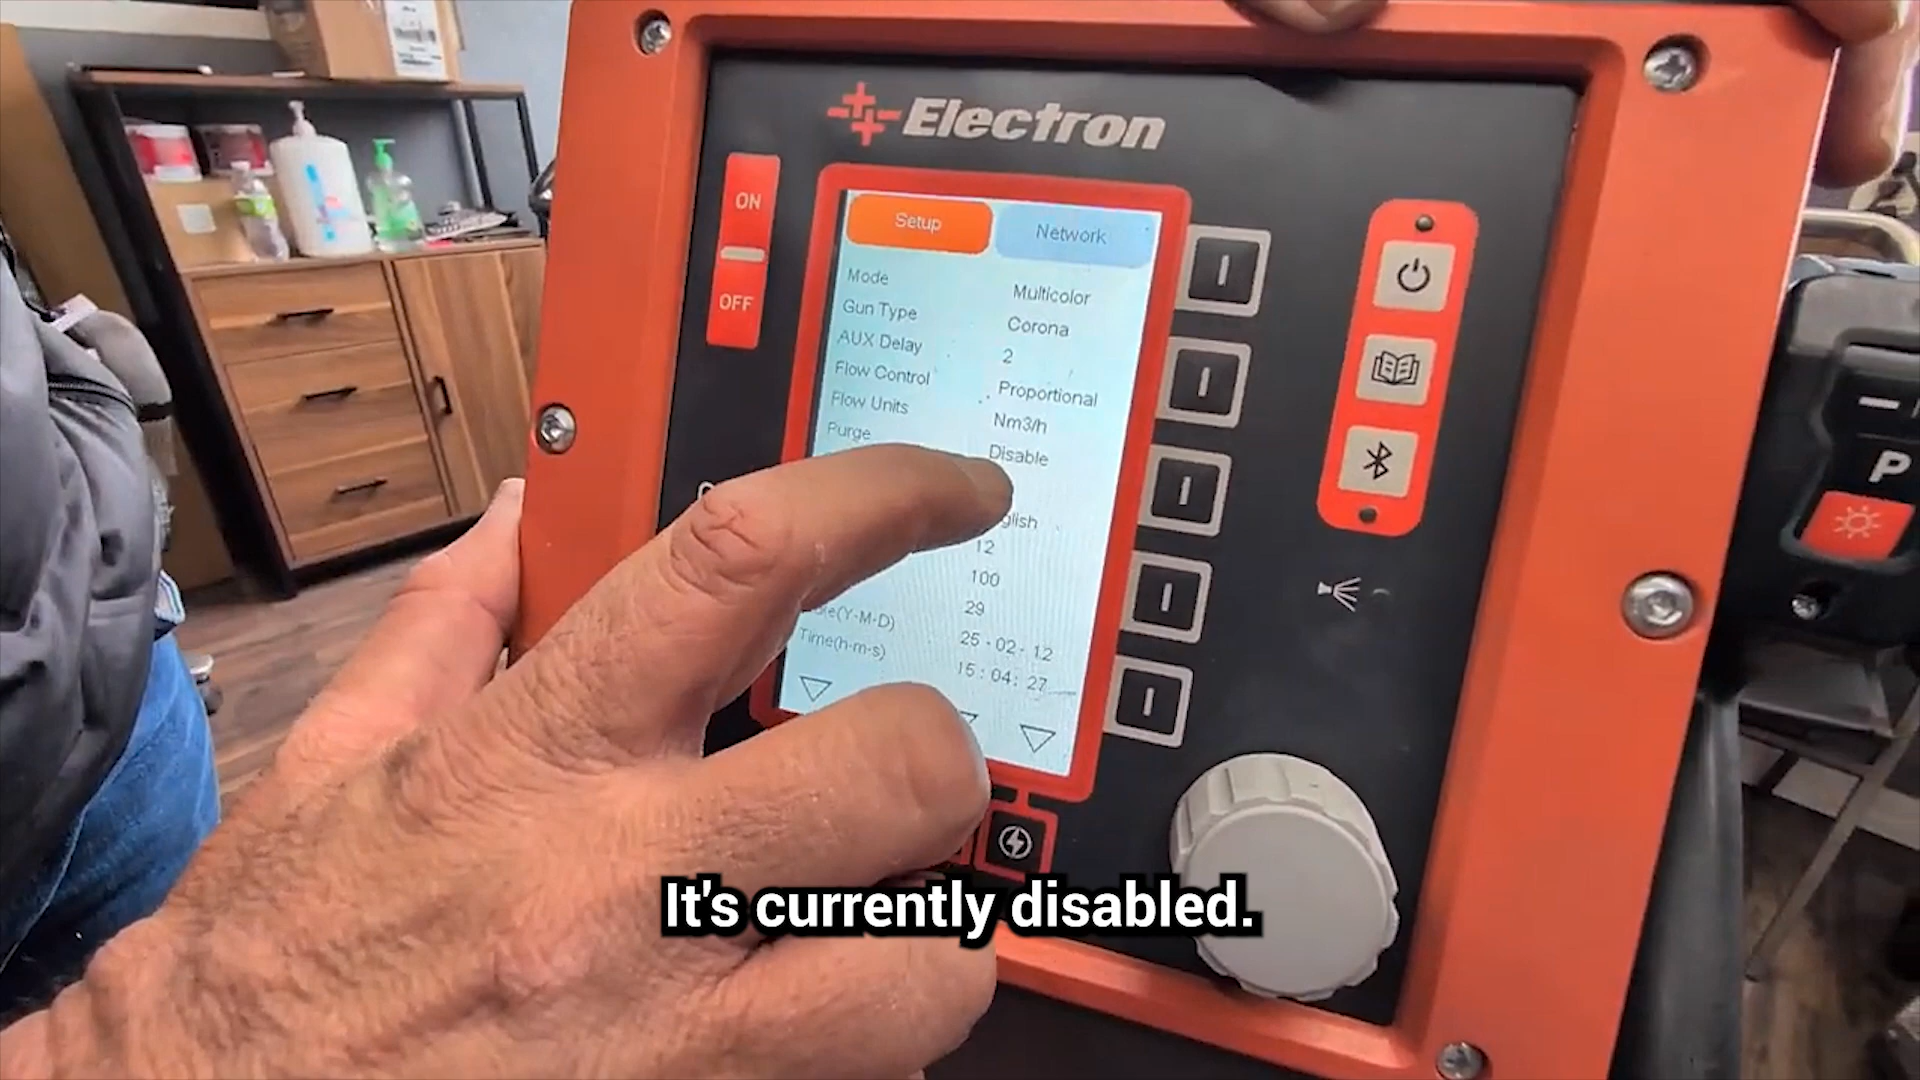 Electron
ON
OFF
Setup
Network
Mode
Multicolor
Gun Type
Corona
AUX Delay
2
Flow Control
Proportional
Flow Units
Nm3/h
Purge
Disable
glish
12
100
29
(Y-M-D)
25 - 02 - 12
Time(h-m-s)
15 : 04 : 27
P
It's currently disabled.